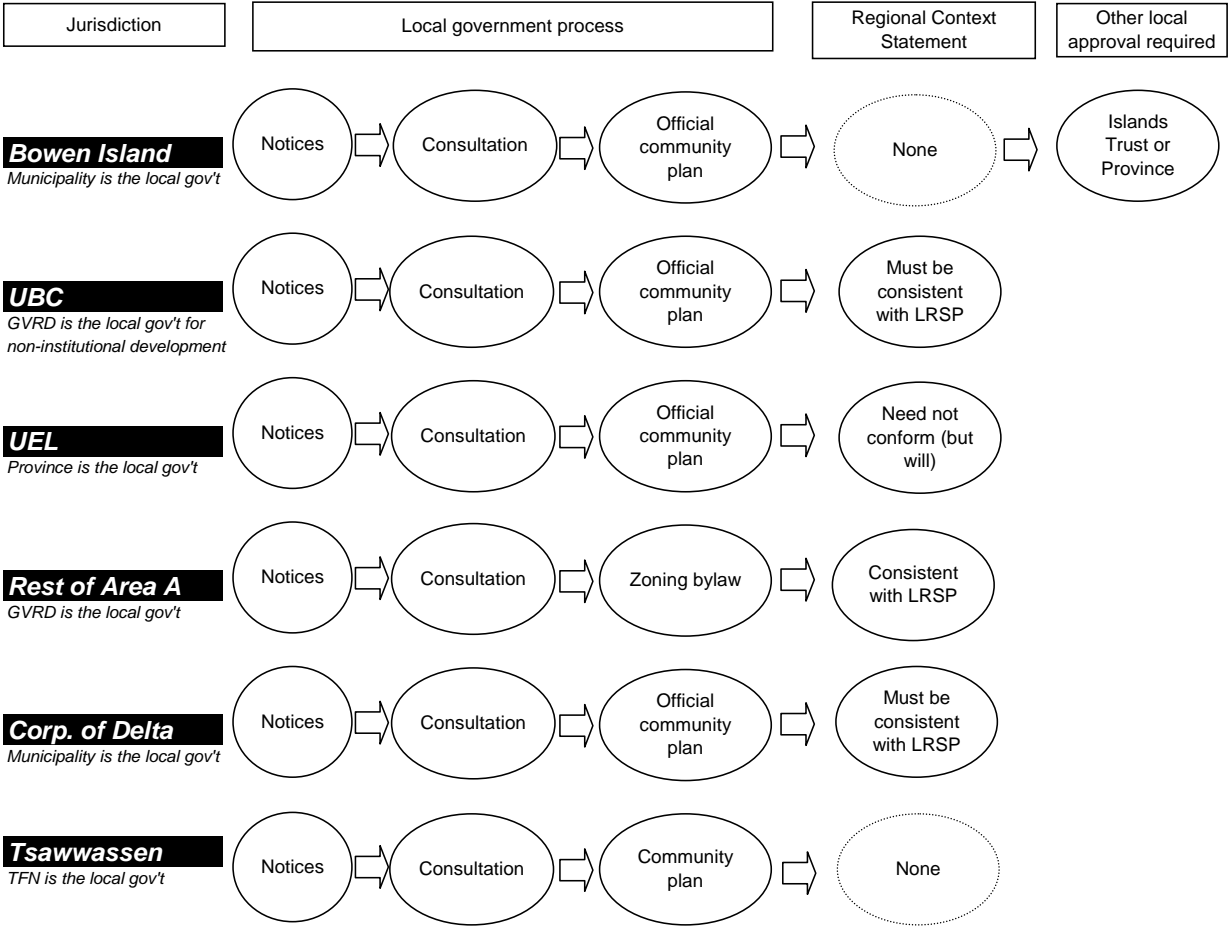 Jurisdiction
Local government process
Regional Context
Statement
Other local
approval required
Bowen Island
Municipality is the local gov't
Notices
Consultation
Official
community
plan
None
Islands
Trust or
Province
UBC
GVRD is the local gov't for
non-institutional development
Notices
Consultation
Official
community
plan
Must be
consistent
with LRSP
UEL
Province is the local gov't
Notices
Consultation
Official
community
plan
Need not
conform (but
will)
Rest of Area A
GVRD is the local gov't
Notices
Consultation
Zoning bylaw
Consistent
with LRSP
Corp. of Delta
Municipality is the local gov't
Notices
Consultation
Official
community
plan
Must be
consistent
with LRSP
Tsawwassen
TFN is the local gov't
Notices
Consultation
Community
plan
None